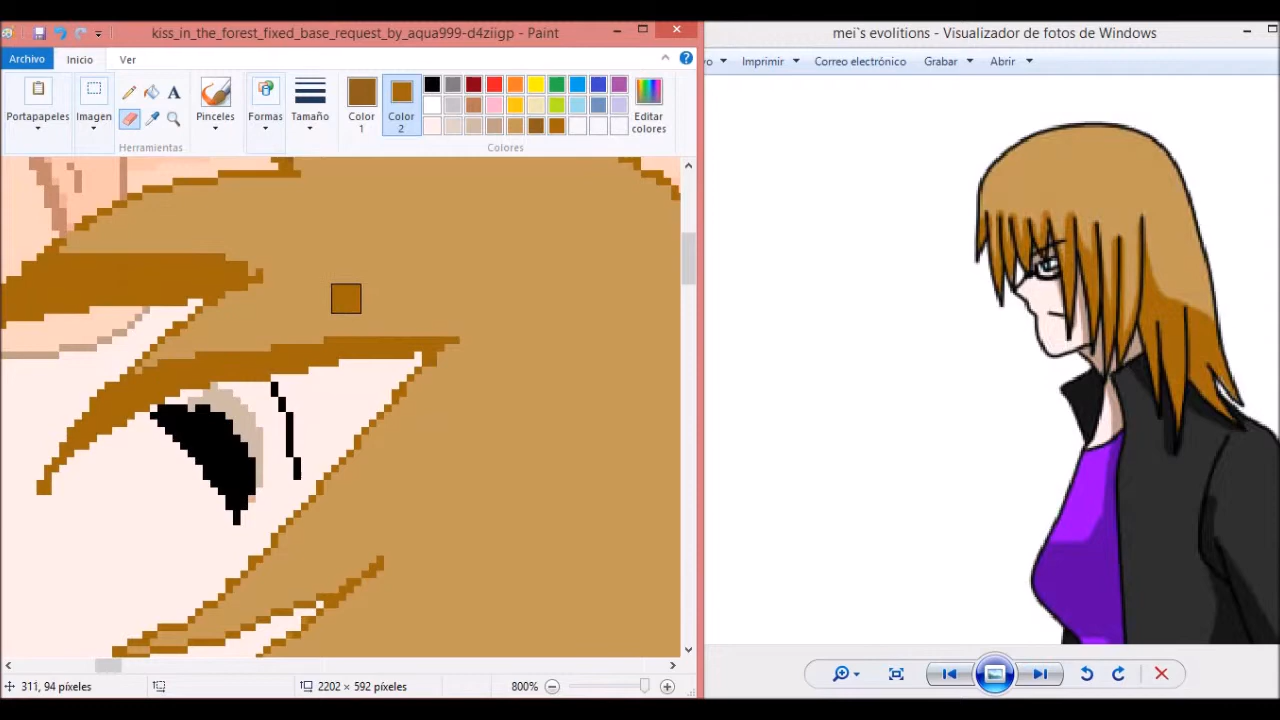 kiss_in_the_forest_fixed_base_request_by_aqua999-d4ziigp - Paint
Archivo
Inicio
Ver
Portapapeles
Imagen
Herramientas
Pinceles
Formas
Tamaño
Color
1
Color
2
Editar
colores
Colores
311, 94 píxeles
2202 × 592 píxeles
800%
mei`s evolitions - Visualizador de fotos de Windows
Imprimir
Correo electrónico
Grabar
Abrir